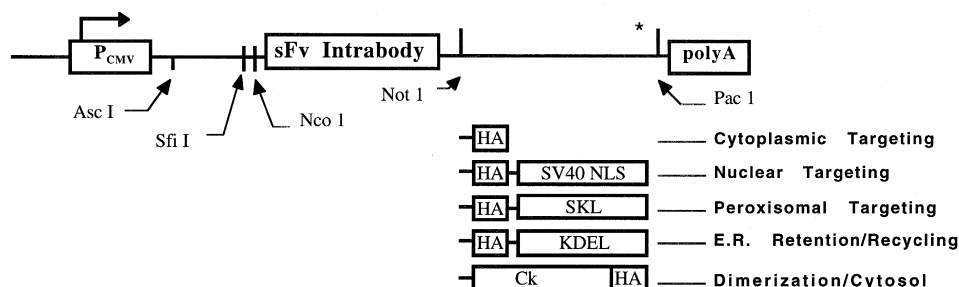 *
P CMV
sFv Intrabody
polyA
Asc I
Sfi I
Nco 1
Not 1
Pac 1
HA
Cytoplasmic Targeting
HA SV40 NLS
Nuclear Targeting
HA SKL
Peroxisomal Targeting
HA KDEL
E.R. Retention/Recycling
Ck HA
Dimerization/Cytosol